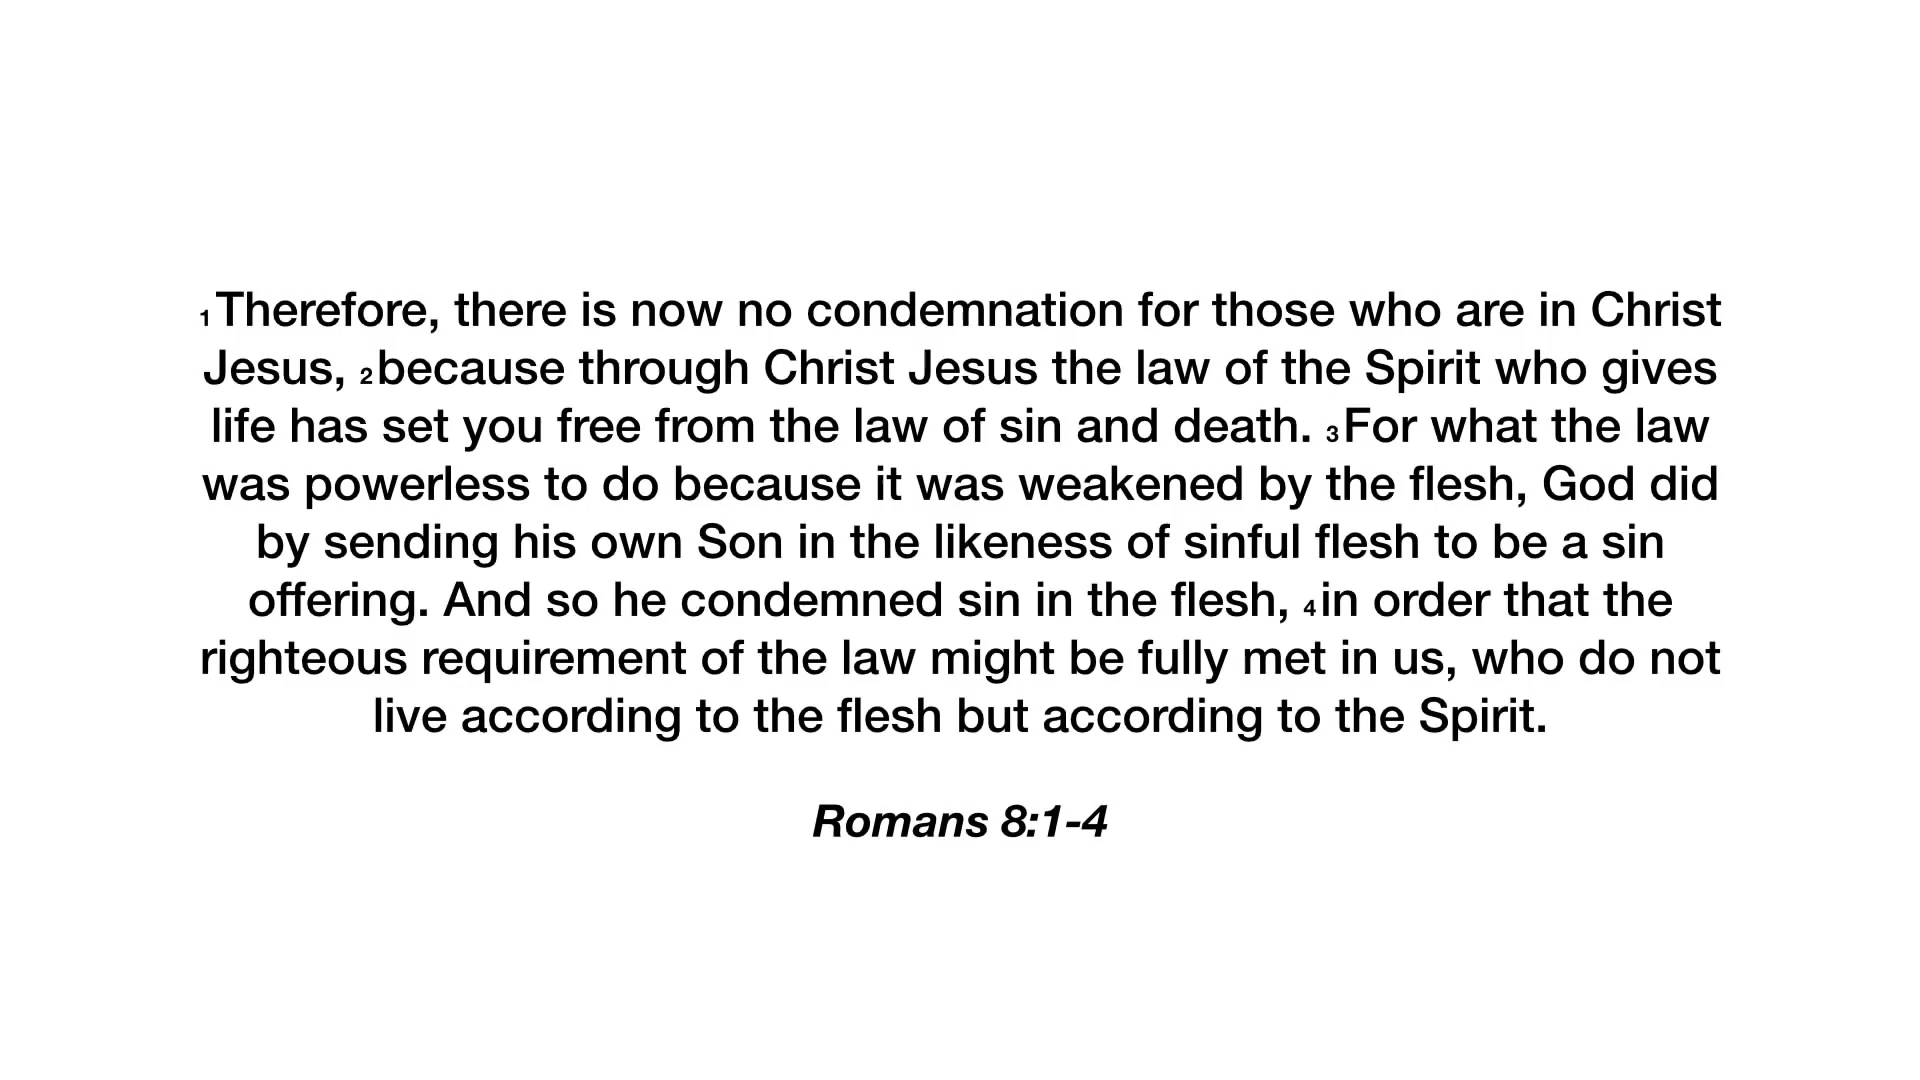 1Therefore, there is now no condemnation for those who are in Christ
Jesus, 2because through Christ Jesus the law of the Spirit who gives
life has set you free from the law of sin and death. 3For what the law
was powerless to do because it was weakened by the flesh, God did
by sending his own Son in the likeness of sinful flesh to be a sin
offering. And so he condemned sin in the flesh, 4in order that the
righteous requirement of the law might be fully met in us, who do not
live according to the flesh but according to the Spirit.
Romans 8:1-4